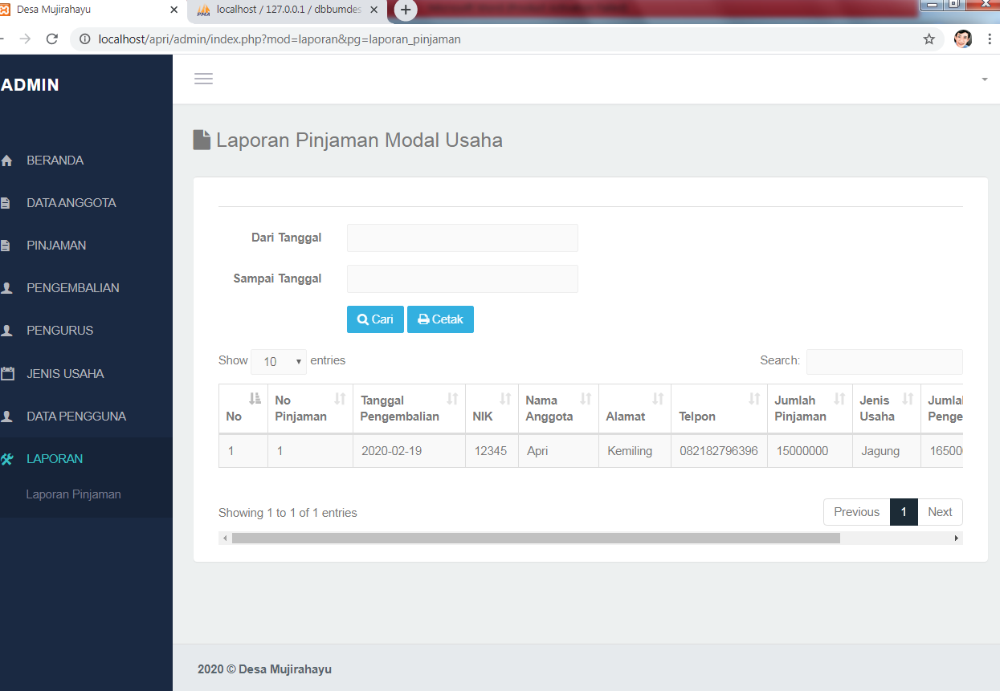 Desa Mujirahayu
localhost / 127.0.0.1 / dbbumdes
localhost/apri/admin/index.php?mod=laporan&pg=laporan_pinjaman
ADMIN
BERANDA
DATA ANGGOTA
PINJAMAN
PENGEMBALIAN
PENGURUS
JENIS USAHA
DATA PENGGUNA
LAPORAN
Laporan Pinjaman
Laporan Pinjaman Modal Usaha
Dari Tanggal
Sampai Tanggal
Cari Cetak
Show 10 entries Search:
No No Pinjaman Tanggal Pengembalian NIK Nama Anggota Alamat Telpon Jumlah Pinjaman Jenis Usaha Jumlah Penge
1 1 2020-02-19 12345 Apri Kemiling 082182796396 15000000 Jagung 16500
Showing 1 to 1 of 1 entries Previous 1 Next
2020 © Desa Mujirahayu